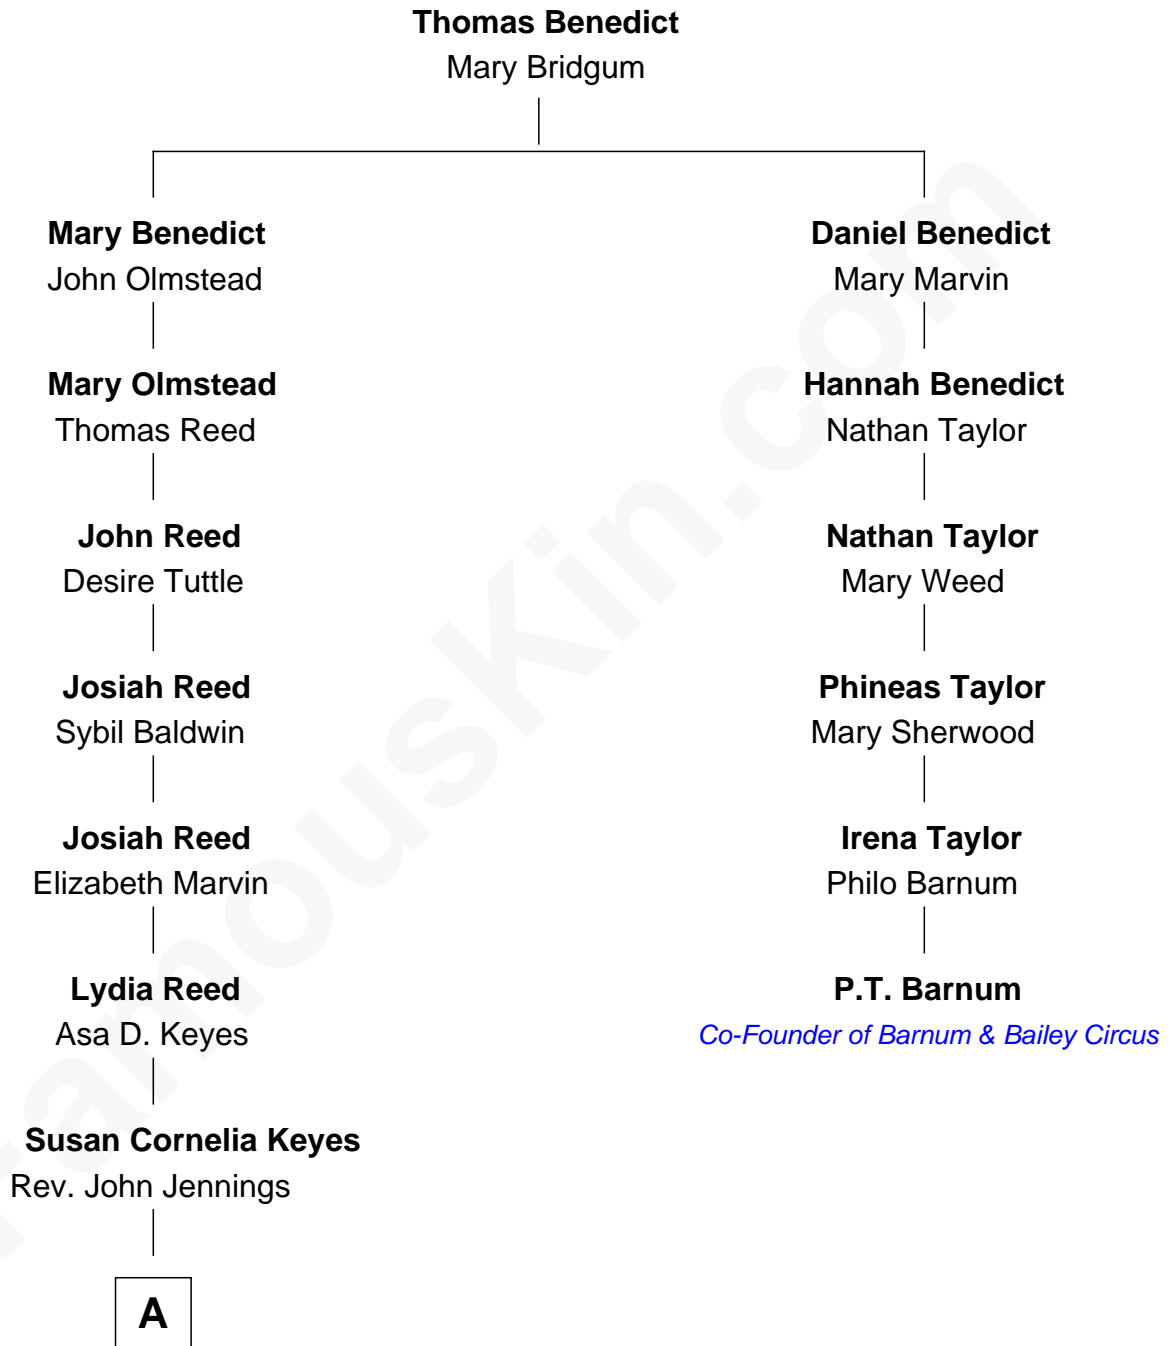 Thomas Benedict
Mary Bridgum
Mary Benedict
John Olmstead
Daniel Benedict
Mary Marvin
Mary Olmstead
Thomas Reed
Hannah Benedict
Nathan Taylor
John Reed
Desire Tuttle
Nathan Taylor
Mary Weed
Josiah Reed
Sybil Baldwin
Phineas Taylor
Mary Sherwood
Josiah Reed
Elizabeth Marvin
Irena Taylor
Philo Barnum
Lydia Reed
Asa D. Keyes
P.T. Barnum
Co-Founder of Barnum & Bailey Circus
Susan Cornelia Keyes
Rev. John Jennings
A
FamousKin.com